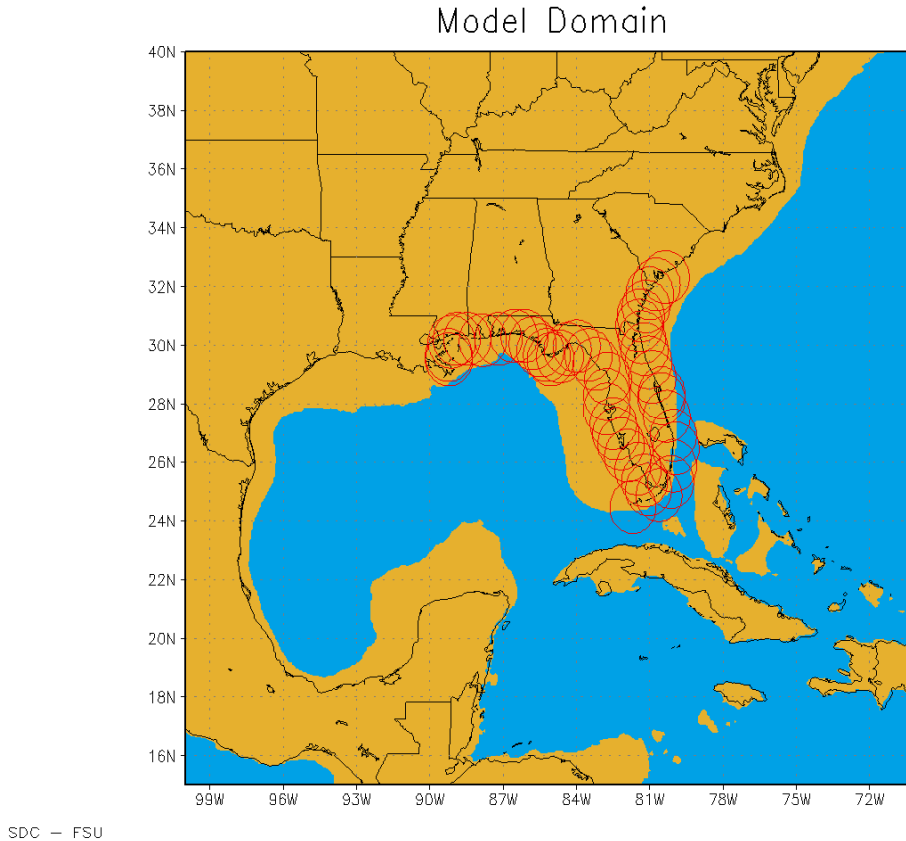 Model Domain
40N
38N
36N
34N
32N
30N
28N
26N
24N
22N
20N
18N
16N
99W 96W 93W 90W 87W 84W 81W 78W 75W 72W
SDC – FSU